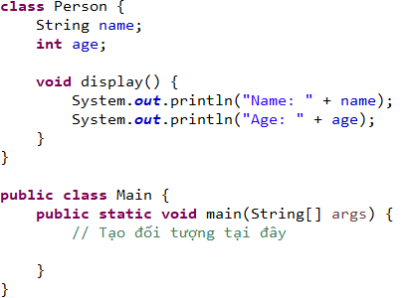 class Person {
    String name;
    int age;

    void display() {
        System.out.println("Name: " + name);
        System.out.println("Age: " + age);
    }
}

public class Main {
    public static void main(String[] args) {
        // Tạo đối tượng tại đây

    }
}